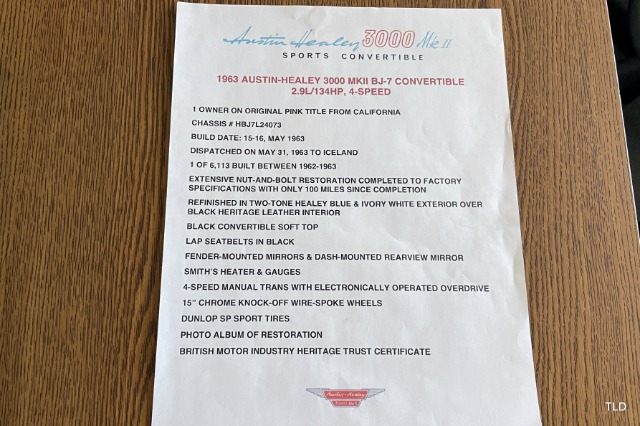 Austin Healey 3000 Mk II
SPORTS CONVERTIBLE
1963 AUSTIN-HEALEY 3000 MKII BJ-7 CONVERTIBLE
2.9L/134HP, 4-SPEED
1 OWNER ON ORIGINAL PINK TITLE FROM CALIFORNIA
CHASSIS # HBJ7L24073
BUILD DATE: 15-16, MAY 1963
DISPATCHED ON MAY 31, 1963 TO ICELAND
1 OF 6,113 BUILT BETWEEN 1962-1963
EXTENSIVE NUT-AND-BOLT RESTORATION COMPLETED TO FACTORY
SPECIFICATIONS WITH ONLY 100 MILES SINCE COMPLETION
REFINISHED IN TWO-TONE HEALEY BLUE & IVORY WHITE EXTERIOR OVER
BLACK HERITAGE LEATHER INTERIOR
BLACK CONVERTIBLE SOFT TOP
LAP SEATBELTS IN BLACK
FENDER-MOUNTED MIRRORS & DASH-MOUNTED REARVIEW MIRROR
SMITH'S HEATER & GAUGES
4-SPEED MANUAL TRANS WITH ELECTRONICALLY OPERATED OVERDRIVE
15" CHROME KNOCK-OFF WIRE-SPOKE WHEELS
DUNLOP SP SPORT TIRES
PHOTO ALBUM OF RESTORATION
BRITISH MOTOR INDUSTRY HERITAGE TRUST CERTIFICATE
Austin-Healey
TLD